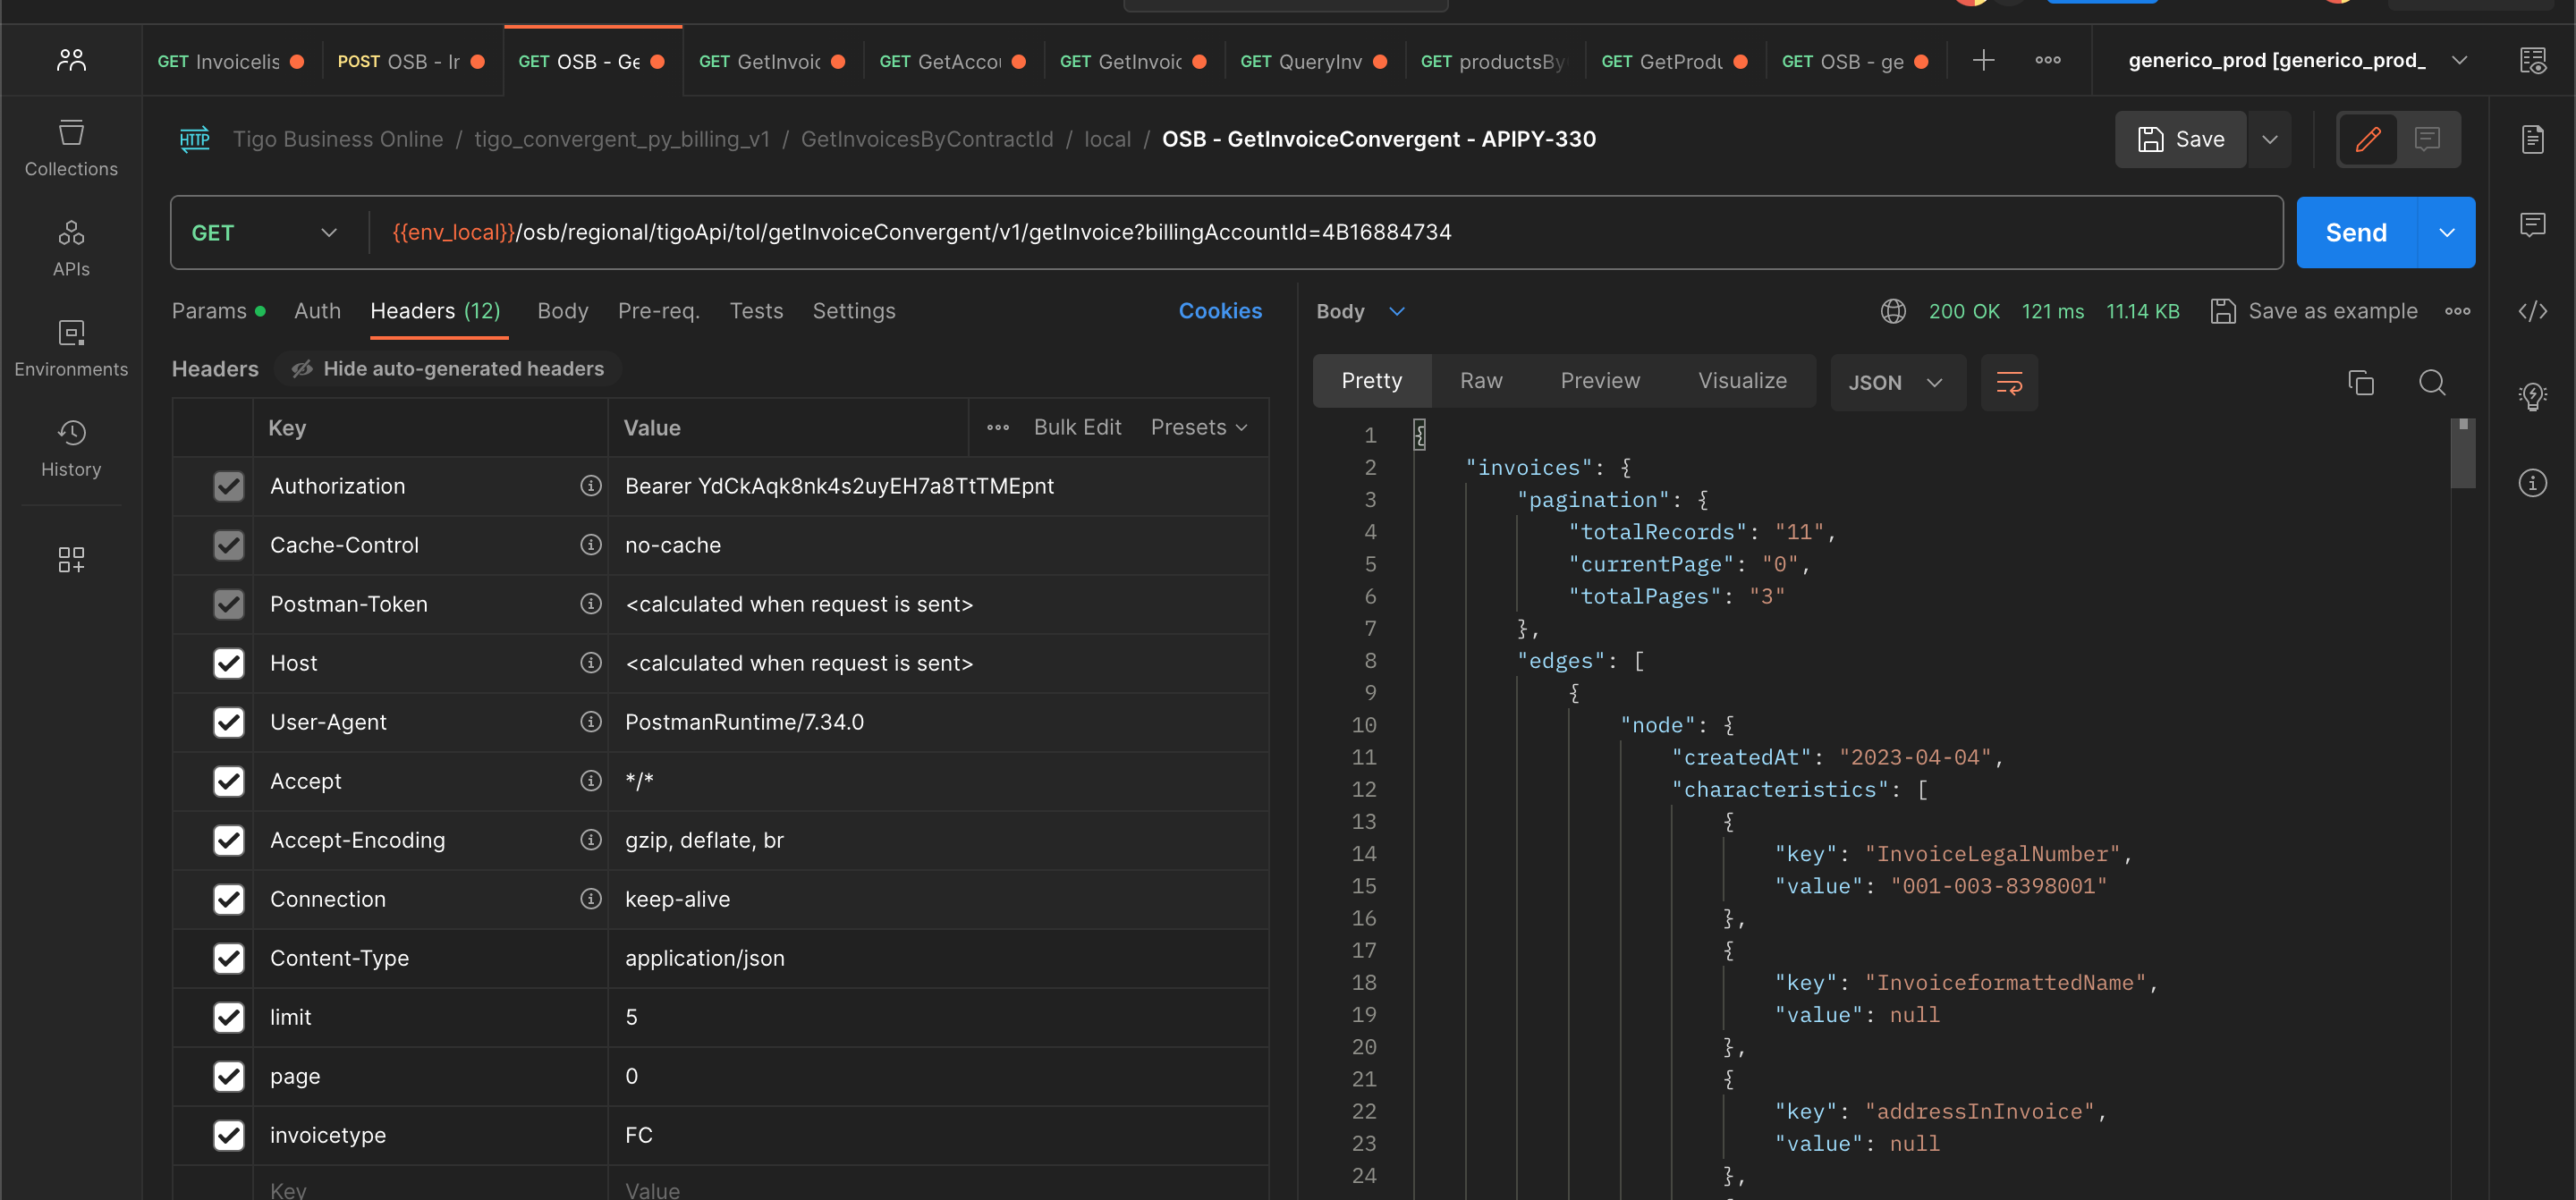 GET Invoicelis
POST OSB - Ir
GET OSB - Ge
GET GetInvoic
GET GetAccou
GET GetInvoic
GET QueryInv
GET productsBy
GET GetProdu
GET OSB - ge
generico_prod [generico_prod_
Collections
APIs
Environments
History
HTTP Tigo Business Online / tigo_convergent_py_billing_v1 / GetInvoicesByContractId / local / OSB - GetInvoiceConvergent - APIPY-330
Save
GET {{env_local}}/osb/regional/tigoApi/tol/getInvoiceConvergent/v1/getInvoice?billingAccountId=4B16884734
Send
Params Auth Headers (12) Body Pre-req. Tests Settings Cookies
Headers Hide auto-generated headers
Key Value Bulk Edit Presets
Authorization Bearer YdCkAqk8nk4s2uyEH7a8TtTMEpnt
Cache-Control no-cache
Postman-Token <calculated when request is sent>
Host <calculated when request is sent>
User-Agent PostmanRuntime/7.34.0
Accept */*
Accept-Encoding gzip, deflate, br
Connection keep-alive
Content-Type application/json
limit 5
page 0
invoicetype FC
Key Value
Body 200 OK 121 ms 11.14 KB Save as example
Pretty Raw Preview Visualize JSON
1 {
2 "invoices": {
3 "pagination": {
4 "totalRecords": "11",
5 "currentPage": "0",
6 "totalPages": "3"
7 },
8 "edges": [
9 {
10 "node": {
11 "createdAt": "2023-04-04",
12 "characteristics": [
13 {
14 "key": "InvoiceLegalNumber",
15 "value": "001-003-8398001"
16 },
17 {
18 "key": "InvoiceformattedName",
19 "value": null
20 },
21 {
22 "key": "addressInInvoice",
23 "value": null
24 },